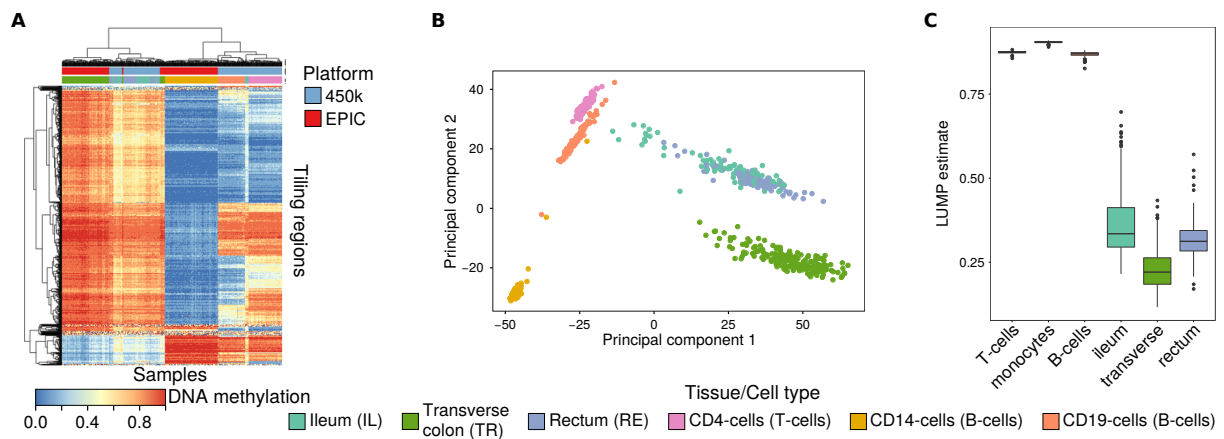 A
Platform
450k
EPIC
Tiling regions
Samples
DNA methylation
0.0 0.4 0.8
B
Principal component 2
40
20
0
−20
−50 −25 0 25 50
Principal component 1
C
LUMP estimate
0.75
0.50
0.25
T-cells
monocytes
B-cells
ileum
transverse
rectum
Tissue/Cell type
Ileum (IL)
Transverse
colon (TR)
Rectum (RE)
CD4-cells (T-cells)
CD14-cells (B-cells)
CD19-cells (B-cells)